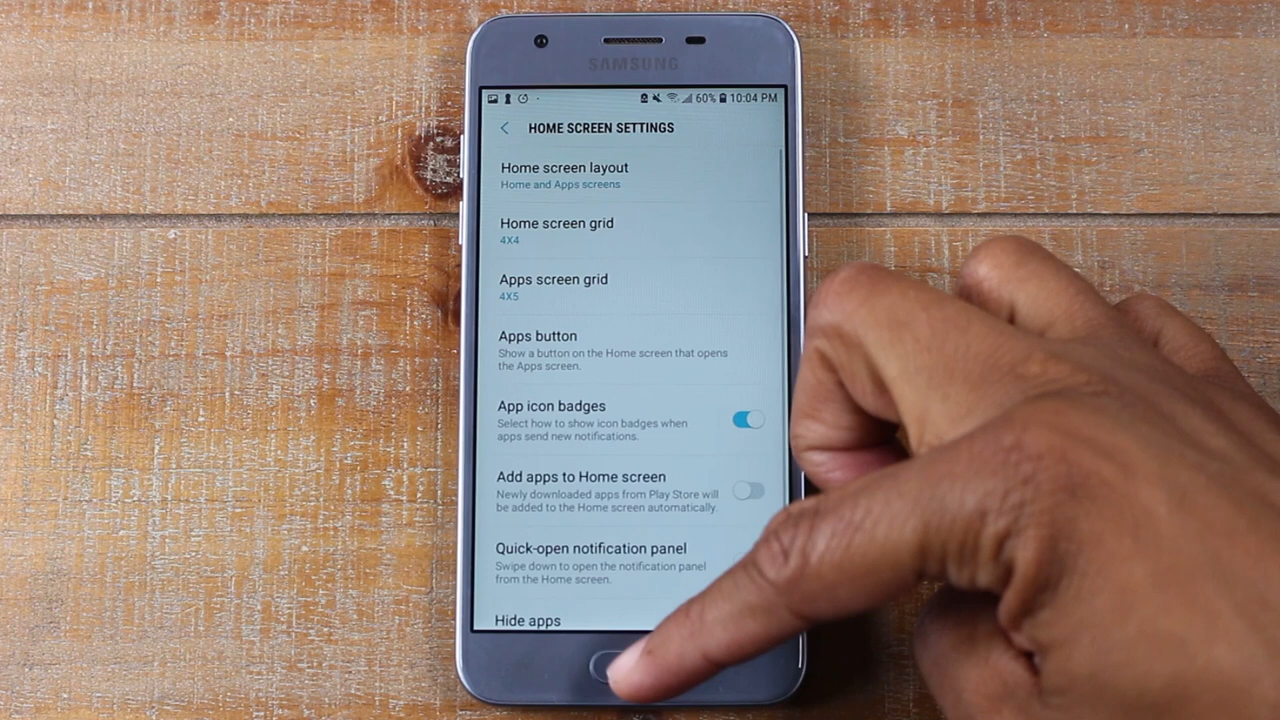 SAMSUNG
60% 10:04 PM
HOME SCREEN SETTINGS
Home screen layout
Home and Apps screens
Home screen grid
4X4
Apps screen grid
4X5
Apps button
Show a button on the Home screen that opens
the Apps screen.
App icon badges
Select how to show icon badges when
apps send new notifications.
Add apps to Home screen
Newly downloaded apps from Play Store will
be added to the Home screen automatically.
Quick-open notification panel
Swipe down to open the notification panel
from the Home screen.
Hide apps